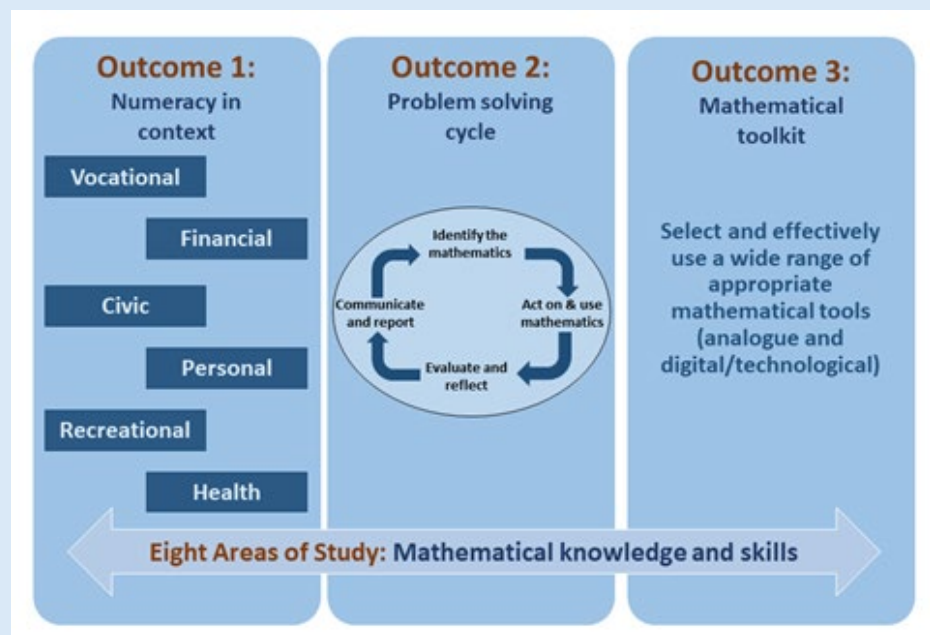 Outcome 1:
Numeracy in
context
Vocational
Financial
Civic
Personal
Recreational
Health
Outcome 2:
Problem solving
cycle
Identify the
mathematics
Act on & use
mathematics
Evaluate and
reflect
Communicate
and report
Outcome 3:
Mathematical
toolkit
Select and effectively
use a wide range of
appropriate
mathematical tools
(analogue and
digital/technological)
Eight Areas of Study: Mathematical knowledge and skills